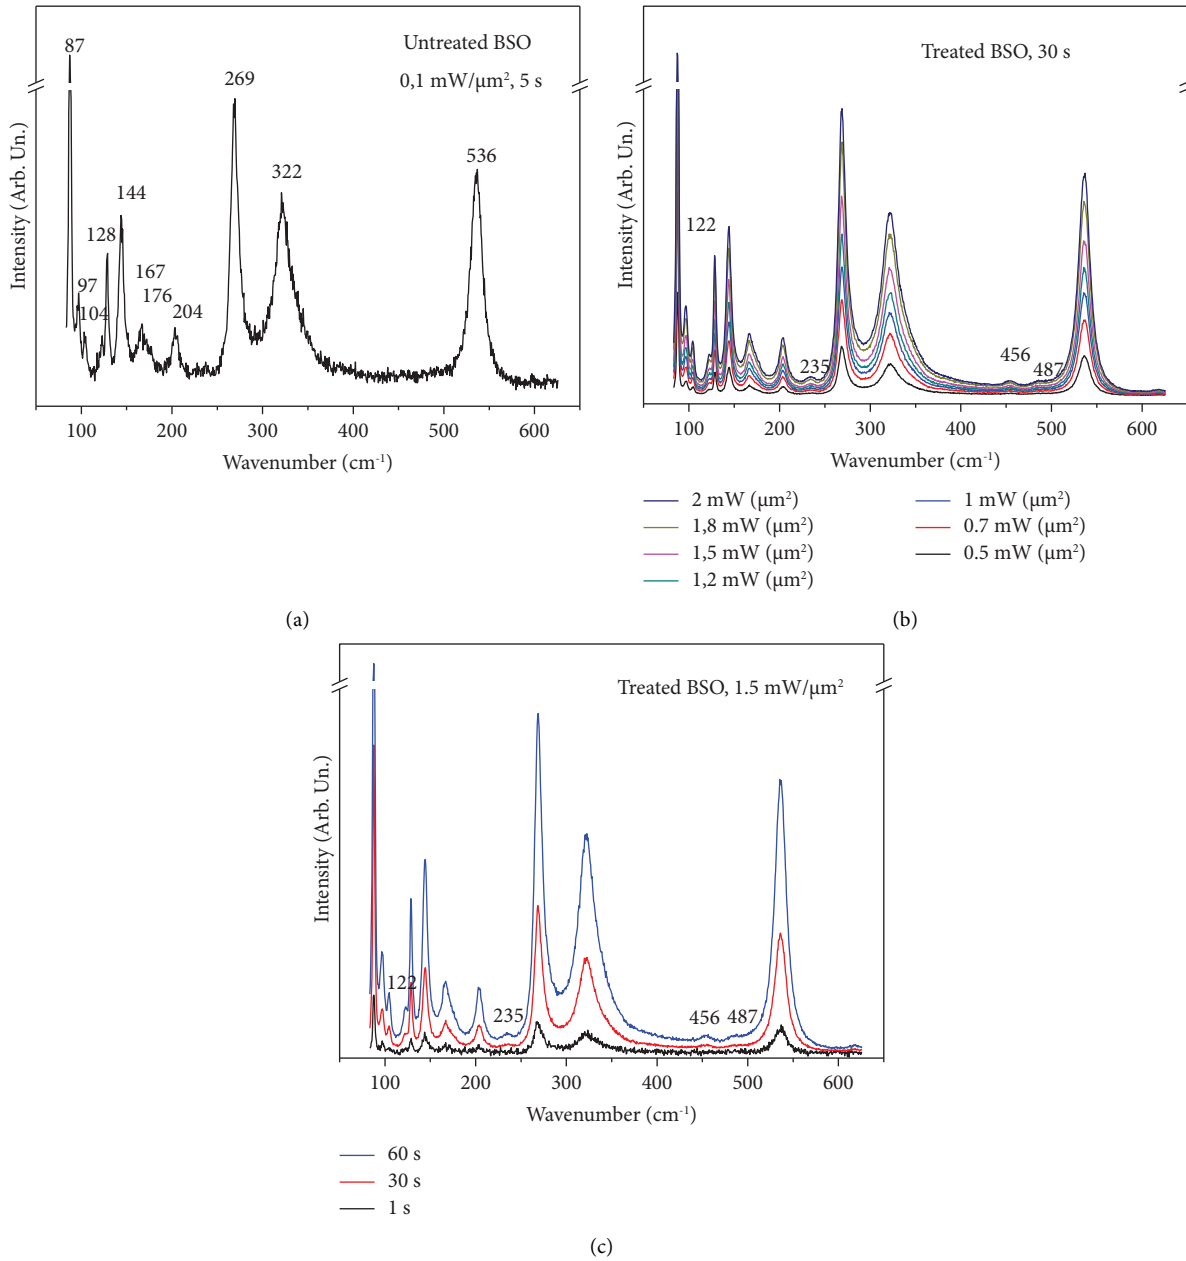 Untreated BSO
0,1 mW/μm², 5 s
87
97
104
128
144
167
176
204
269
322
536
Intensity (Arb. Un.)
100 200 300 400 500 600
Wavenumber (cm⁻¹)
(a)
Treated BSO, 30 s
122
235
456
487
Intensity (Arb. Un.)
100 200 300 400 500 600
Wavenumber (cm⁻¹)
2 mW (μm²)
1,8 mW (μm²)
1,5 mW (μm²)
1,2 mW (μm²)
1 mW (μm²)
0.7 mW (μm²)
0.5 mW (μm²)
(b)
Treated BSO, 1.5 mW/μm²
122
235
456
487
Intensity (Arb. Un.)
100 200 300 400 500 600
Wavenumber (cm⁻¹)
60 s
30 s
1 s
(c)